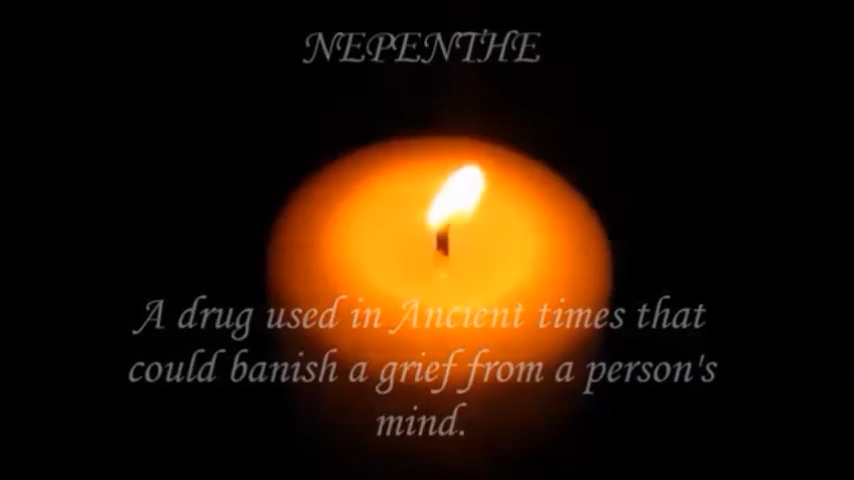 NEPENTHE
A drug used in Ancient times that
could banish a grief from a person's
mind.